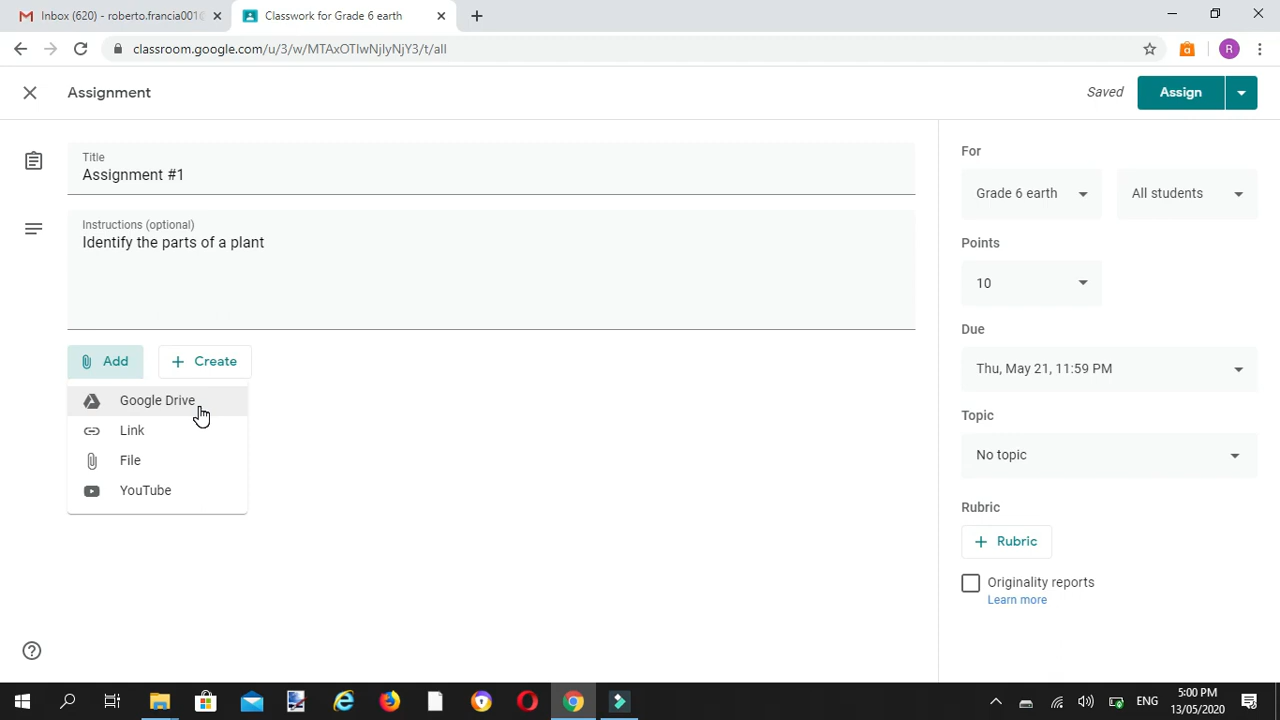 Inbox (620) - roberto.francia001@
Classwork for Grade 6 earth
classroom.google.com/u/3/w/MTAxOTIwNjIyNjY3/t/all
R
Assignment
Saved
Assign
Title
Assignment #1
Instructions (optional)
Identify the parts of a plant
Add
Create
Google Drive
Link
File
YouTube
For
Grade 6 earth
All students
Points
10
Due
Thu, May 21, 11:59 PM
Topic
No topic
Rubric
Rubric
Originality reports
Learn more
ENG
5:00 PM
13/05/2020